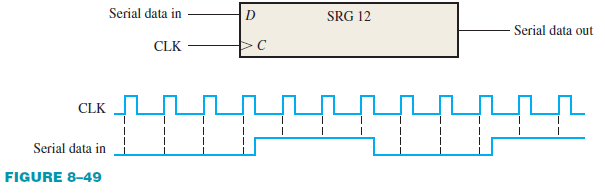 Serial data in
D
SRG 12
Serial data out
CLK
C
CLK
Serial data in
FIGURE 8–49